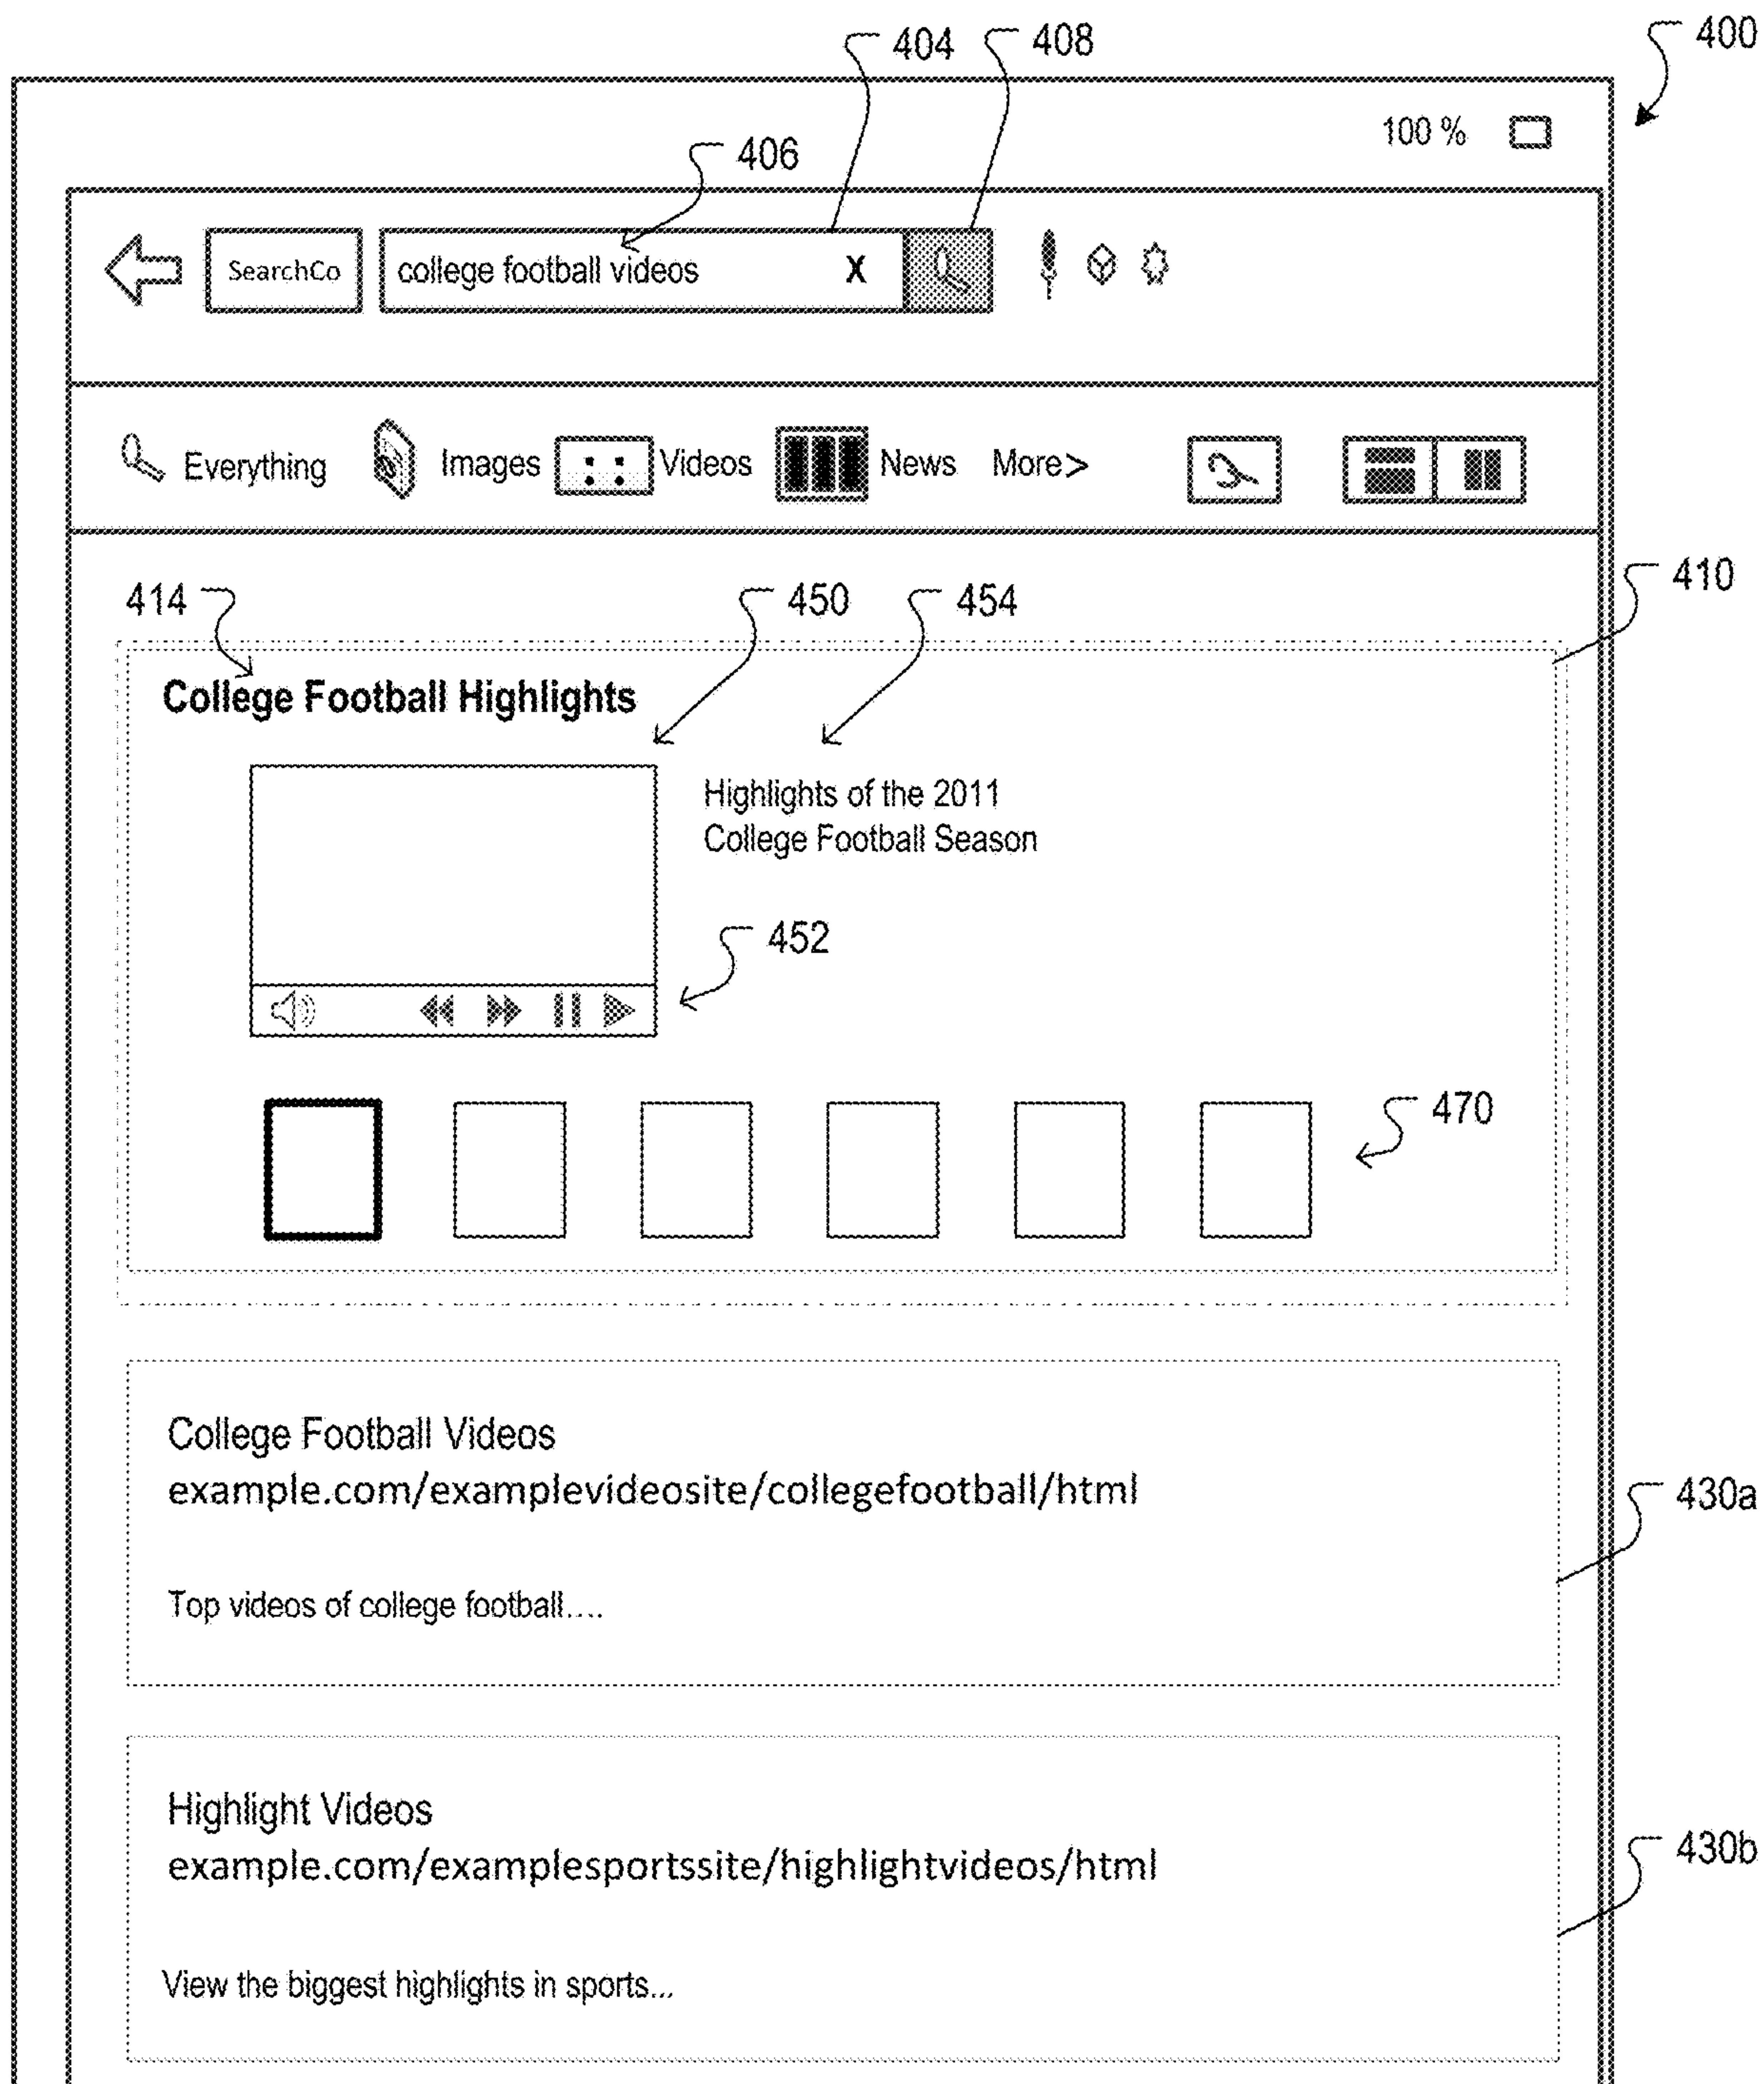 404 408 400
100 %
406
SearchCo college football videos X
Everything Images Videos News More>
414 450 454 410
College Football Highlights
Highlights of the 2011
College Football Season
452
470
College Football Videos
example.com/examplevideosite/collegefootball/html
430a
Top videos of college football....
Highlight Videos
430b
example.com/examplesportssite/highlightvideos/html
View the biggest highlights in sports...